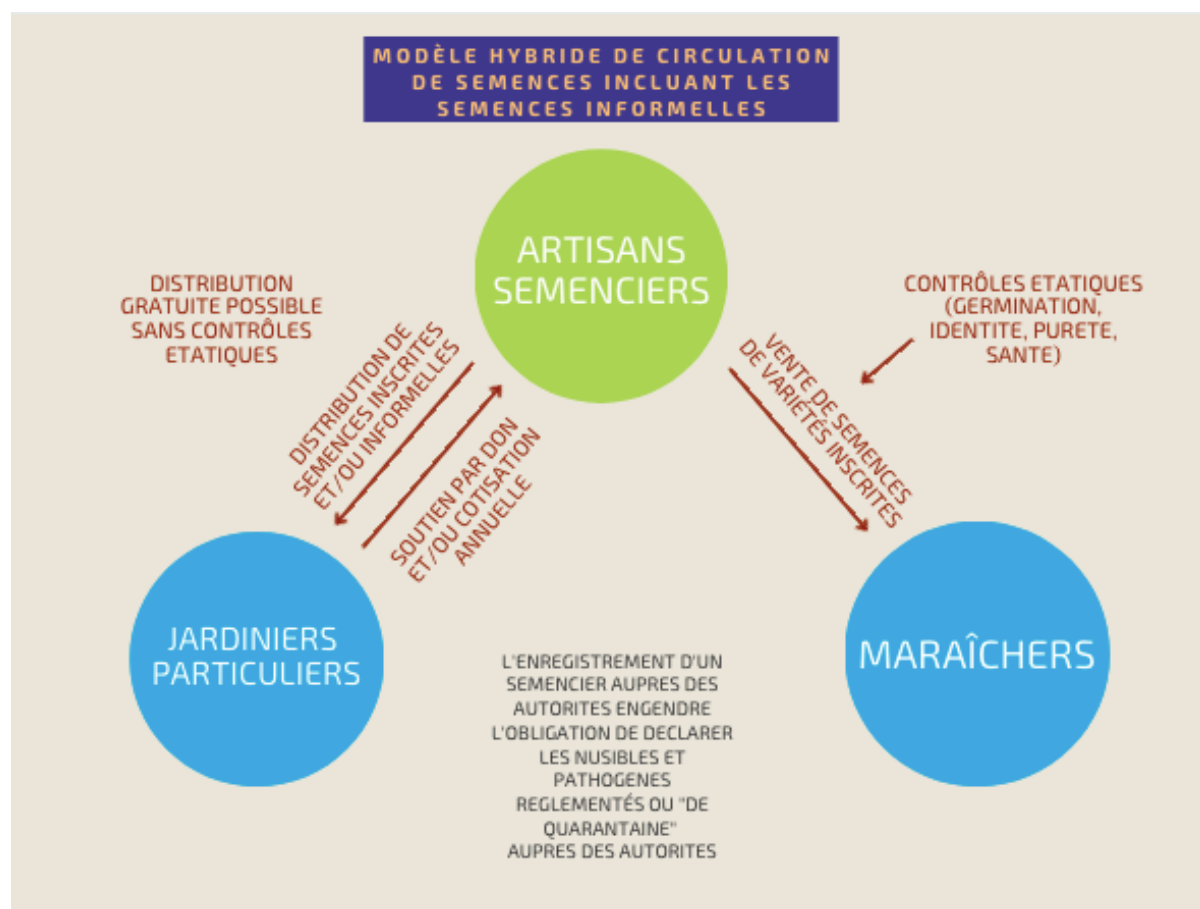 MODÈLE HYBRIDE DE CIRCULATION
DE SEMENCES INCLUANT LES
SEMENCES INFORMELLES
ARTISANS
SEMENCIERS
DISTRIBUTION
GRATUITE POSSIBLE
SANS CONTRÔLES
ETATIQUES
CONTRÔLES ETATIQUES
(GERMINATION,
IDENTITE, PURETE,
SANTE)
DISTRIBUTION DE
SEMENCES INSCRITES
ET/OU INFORMELLES
SOUTIEN PAR DON
ET/OU COTISATION
ANNUELLE
VENTE DE SEMENCES
DE VARIÉTÉS INSCRITES
JARDINIERS
PARTICULIERS
MARAÎCHERS
L'ENREGISTREMENT D'UN
SEMENCIER AUPRES DES
AUTORITES ENGENDRE
L'OBLIGATION DE DECLARER
LES NUSIBLES ET
PATHOGENES
REGLEMENTÉS OU "DE
QUARANTAINE"
AUPRES DES AUTORITES